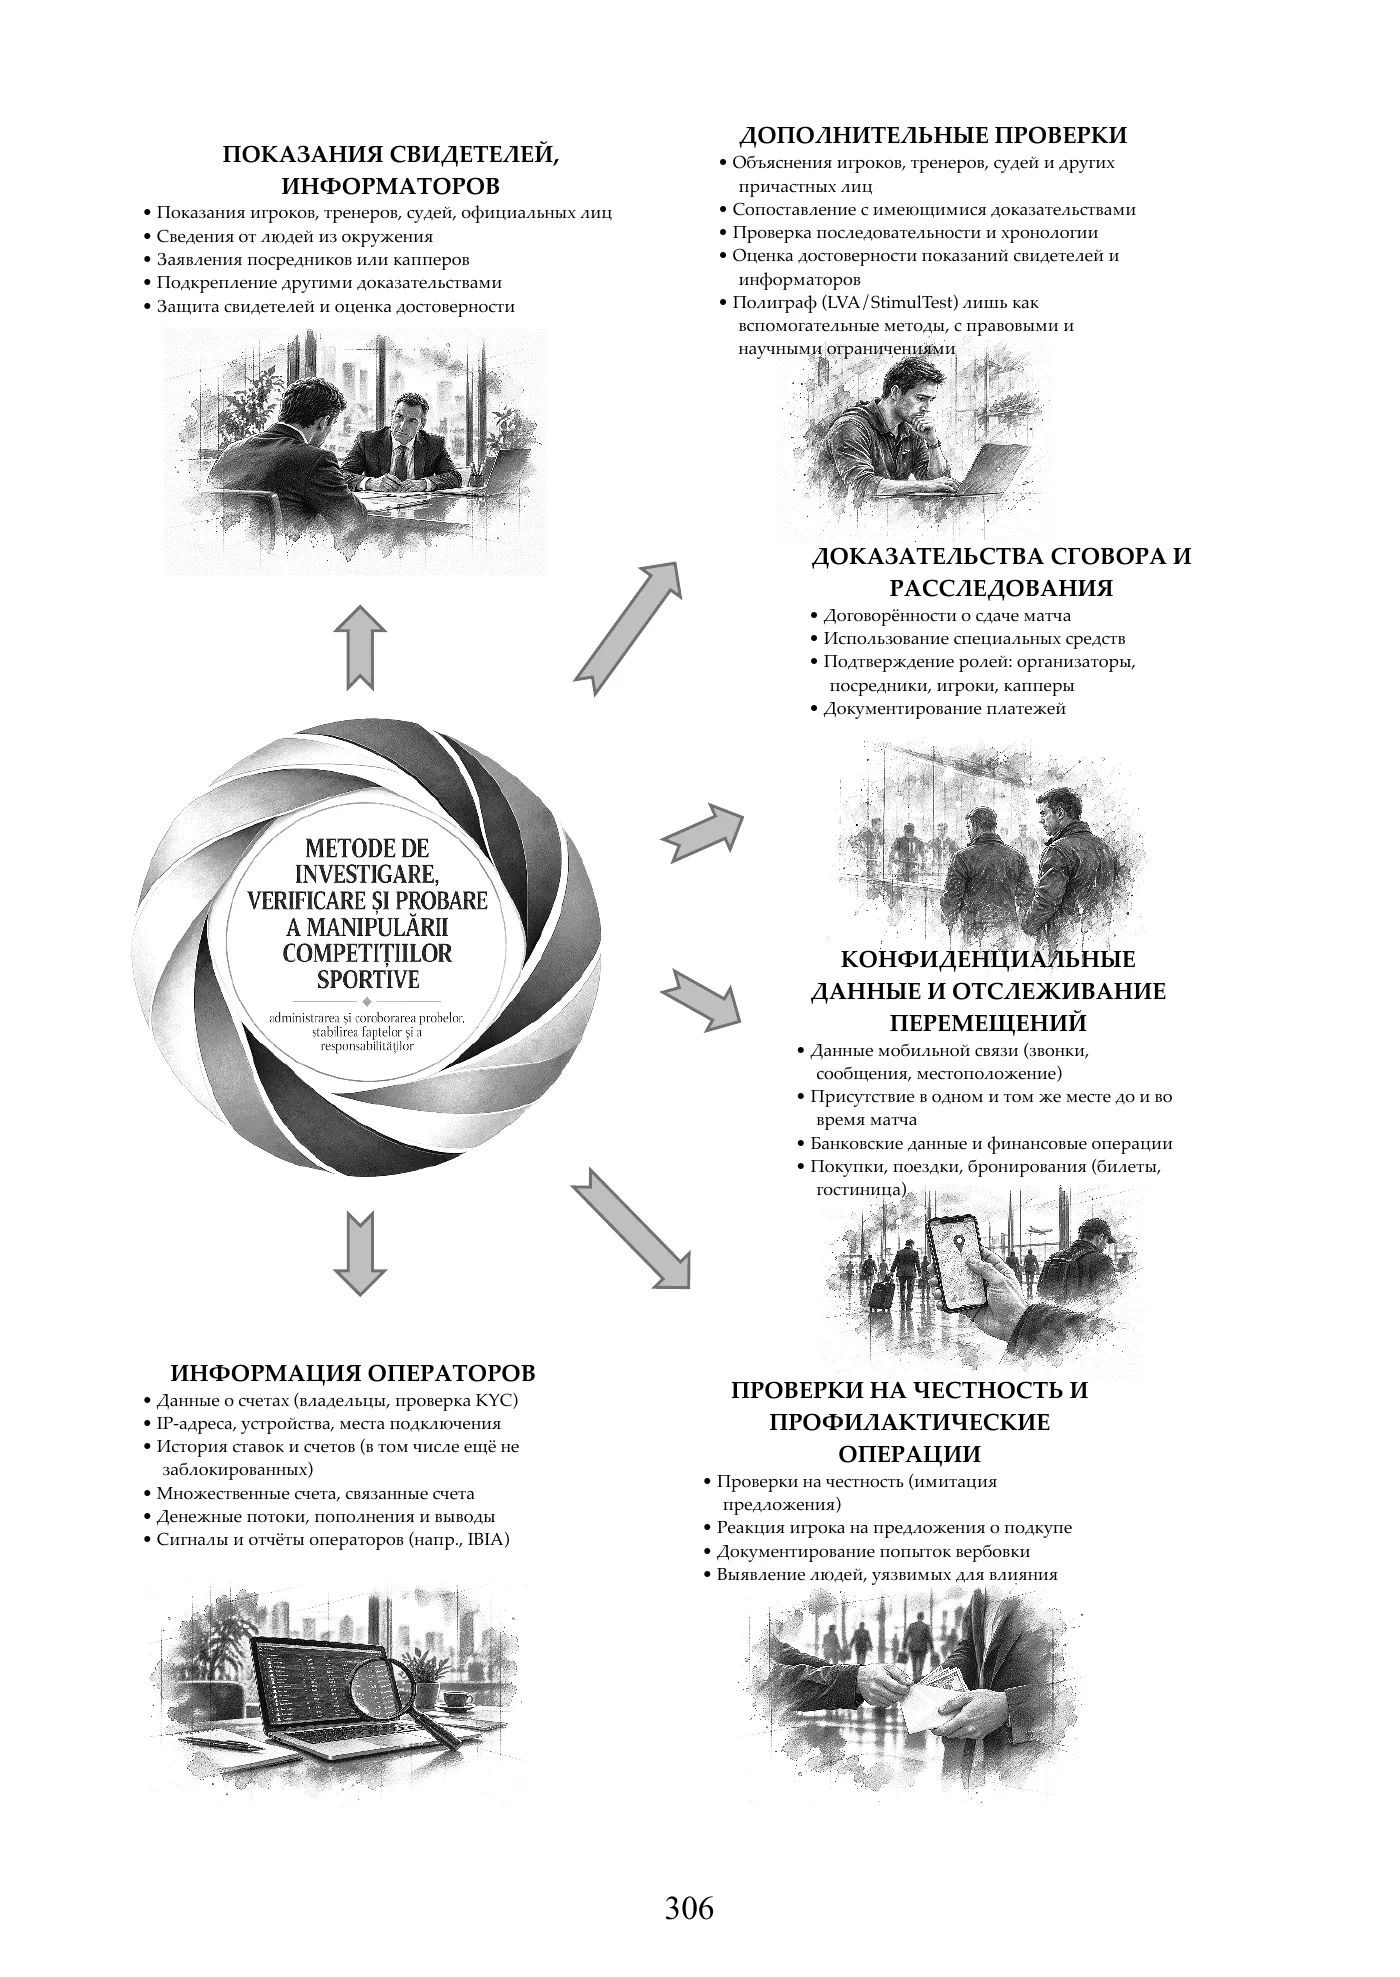 ПОКАЗАНИЯ СВИДЕТЕЛЕЙ,
ИНФОРМАТОРОВ
• Показания игроков, тренеров, судей, официальных лиц
• Сведения от людей из окружения
• Заявления посредников или капперов
• Подкрепление другими доказательствами
• Защита свидетелей и оценка достоверности
ДОПОЛНИТЕЛЬНЫЕ ПРОВЕРКИ
• Объяснения игроков, тренеров, судей и других
причастных лиц
• Сопоставление с имеющимися доказательствами
• Проверка последовательности и хронологии
• Оценка достоверности показаний свидетелей и
информаторов
• Полиграф (LVA/StimulTest) лишь как
вспомогательные методы, с правовыми и
научными ограничениями
ДОКАЗАТЕЛЬСТВА СГОВОРА И
РАССЛЕДОВАНИЯ
• Договорённости о сдаче матча
• Использование специальных средств
• Подтверждение ролей: организаторы,
посредники, игроки, капперы
• Документирование платежей
METODE DE
INVESTIGARE,
VERIFICARE ȘI PROBARE
A MANIPULĂRII
COMPETIȚIILOR
SPORTIVE
administrarea și coroborarea probelor,
stabilirea faptelor și a
responsabilităților
КОНФИДЕНЦИАЛЬНЫЕ
ДАННЫЕ И ОТСЛЕЖИВАНИЕ
ПЕРЕМЕЩЕНИЙ
• Данные мобильной связи (звонки,
сообщения, местоположение)
• Присутствие в одном и том же месте до и во
время матча
• Банковские данные и финансовые операции
• Покупки, поездки, бронирования (билеты,
гостиница)
ИНФОРМАЦИЯ ОПЕРАТОРОВ
• Данные о счетах (владельцы, проверка KYC)
• IP-адреса, устройства, места подключения
• История ставок и счетов (в том числе ещё не
заблокированных)
• Множественные счета, связанные счета
• Денежные потоки, пополнения и выводы
• Сигналы и отчёты операторов (напр., IBIA)
ПРОВЕРКИ НА ЧЕСТНОСТЬ И
ПРОФИЛАКТИЧЕСКИЕ
ОПЕРАЦИИ
• Проверки на честность (имитация
предложения)
• Реакция игрока на предложения о подкупе
• Документирование попыток вербовки
• Выявление людей, уязвимых для влияния
306